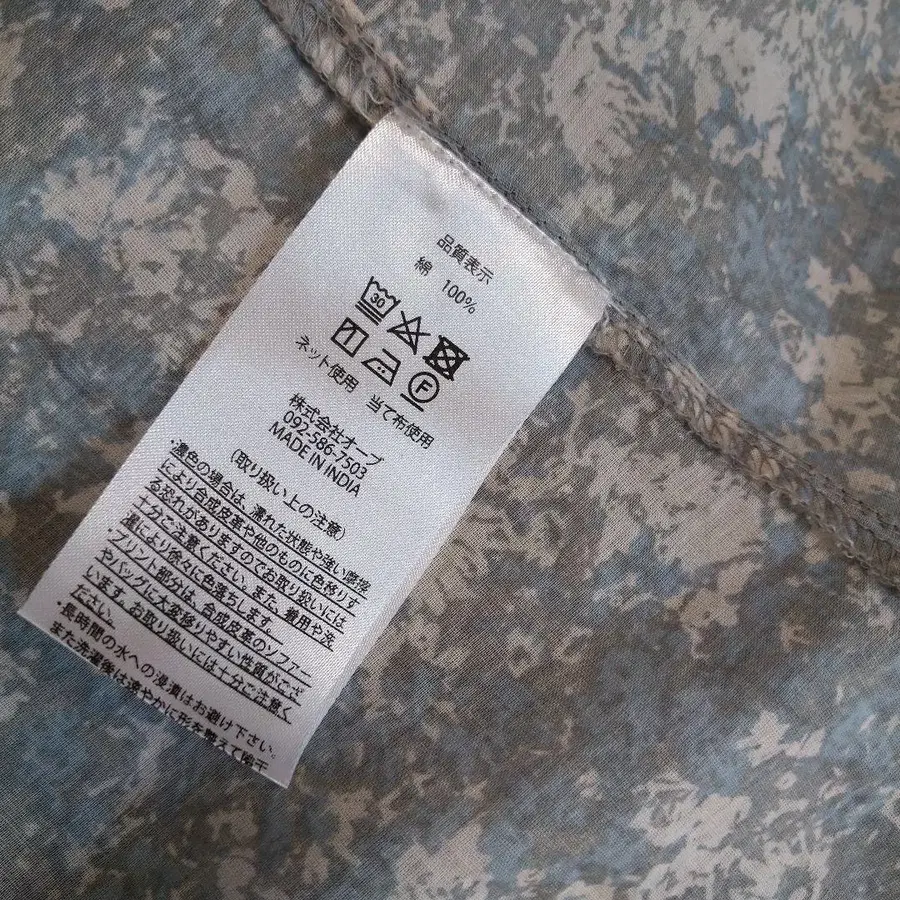 品質表示
綿 100%
30
F
ネット使用 当て布使用
株式会社オーブ
092-586-7503
MADE IN INDIA
(取り扱い上の注意)
・濃色の場合は、濡れた状態や強い摩擦
により合成皮革や他のものに色移りす
る恐れがありますのでお取り扱いには
十分ご注意ください。また、着用や洗
濯により徐々に色落ちします。
プリント部分は、合成皮革のソファー
やバッグに大変移りやすい性質がござ
います。お取り扱いには十分ご注意く
ださい。
・長時間の水への浸漬はお避け下さい。
また洗濯後は速やかに形を整えて陰干